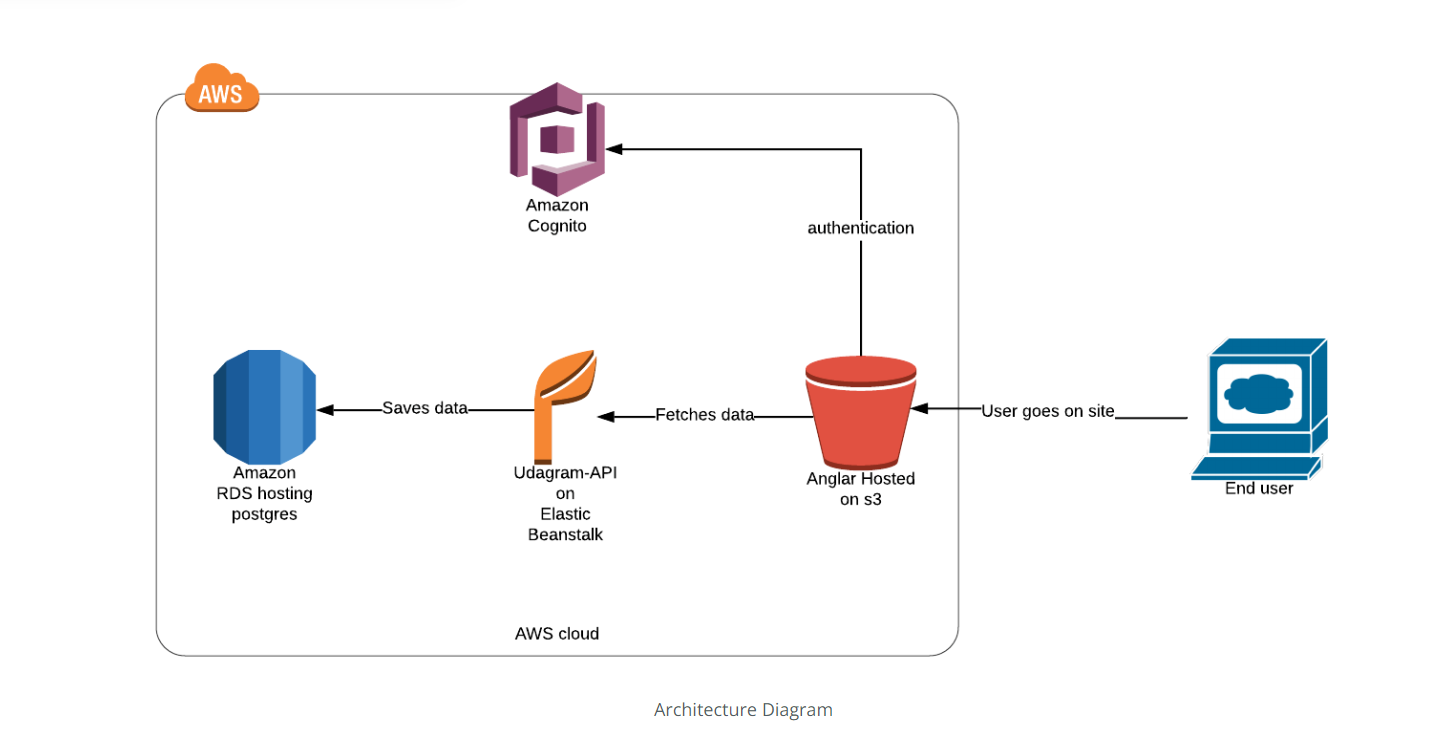 AWS
Amazon
Cognito
authentication
Saves data
Fetches data
User goes on site
Amazon
RDS hosting
postgres
Udagram-API
on
Elastic
Beanstalk
Anglar Hosted
on s3
End user
AWS cloud
Architecture Diagram